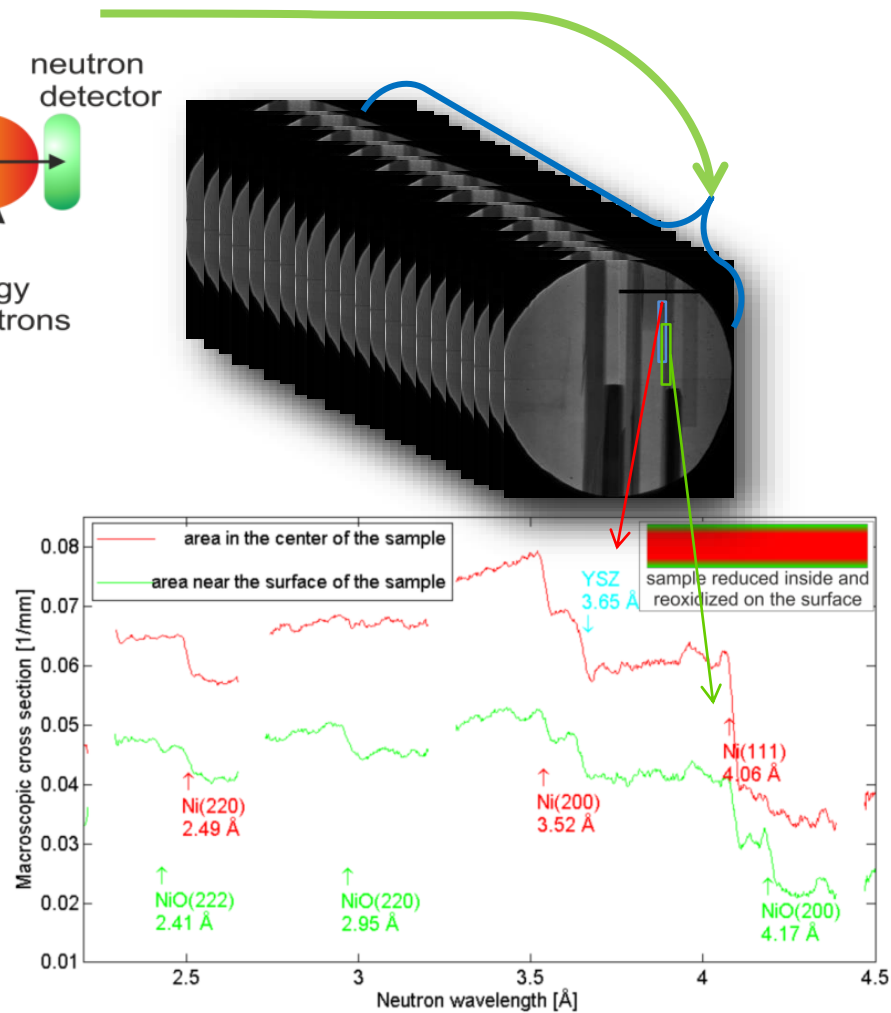 neutron
detector
gy
trons
area in the center of the sample
area near the surface of the sample
sample reduced inside and
reoxidized on the surface
YSZ
3.65 Å
↓
↑
Ni(111)
4.06 Å
↑
Ni(220)
2.49 Å
↑
Ni(200)
3.52 Å
↑
NiO(222)
2.41 Å
↑
NiO(220)
2.95 Å
↑
NiO(200)
4.17 Å
Macroscopic cross section [1/mm]
0.08
0.07
0.06
0.05
0.04
0.03
0.02
0.01
2.5
3
3.5
4
4.5
Neutron wavelength [Å]